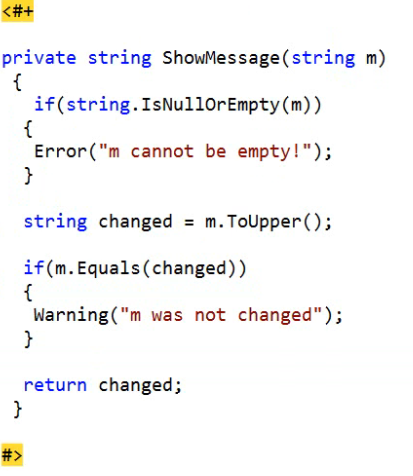 <#+
private string ShowMessage(string m)
{
if(string.IsNullOrEmpty(m))
{
Error("m cannot be empty!");
}
string changed = m.ToUpper();
if(m.Equals(changed))
{
Warning("m was not changed");
}
return changed;
}
#>